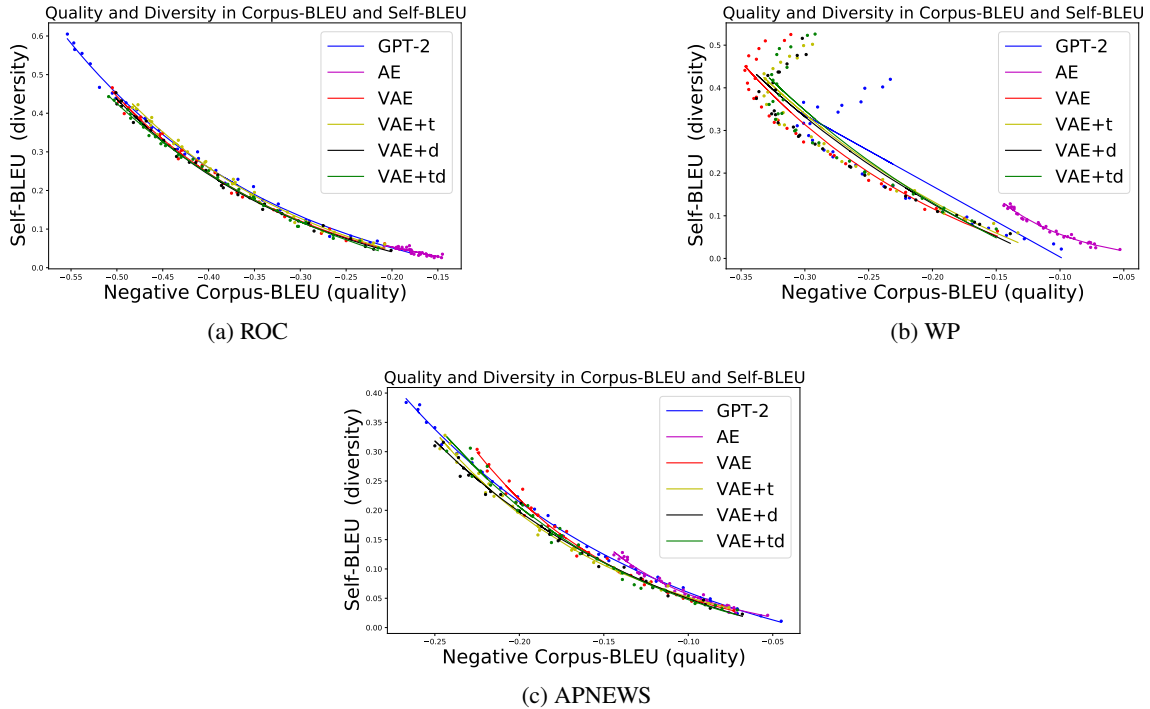 Quality and Diversity in Corpus-BLEU and Self-BLEU
Self-BLEU (diversity)
0.6
0.5
0.4
0.3
0.2
0.1
0.0
GPT-2
AE
VAE
VAE+t
VAE+d
VAE+td
−0.55
−0.50
−0.45
−0.40
−0.35
−0.30
−0.25
−0.20
−0.15
Negative Corpus-BLEU (quality)
(a) ROC
Quality and Diversity in Corpus-BLEU and Self-BLEU
Self-BLEU (diversity)
0.5
0.4
0.3
0.2
0.1
0.0
GPT-2
AE
VAE
VAE+t
VAE+d
VAE+td
−0.35
−0.30
−0.25
−0.20
−0.15
−0.10
−0.05
Negative Corpus-BLEU (quality)
(b) WP
Quality and Diversity in Corpus-BLEU and Self-BLEU
Self-BLEU (diversity)
0.40
0.35
0.30
0.25
0.20
0.15
0.10
0.05
0.00
GPT-2
AE
VAE
VAE+t
VAE+d
VAE+td
−0.25
−0.20
−0.15
−0.10
−0.05
Negative Corpus-BLEU (quality)
(c) APNEWS